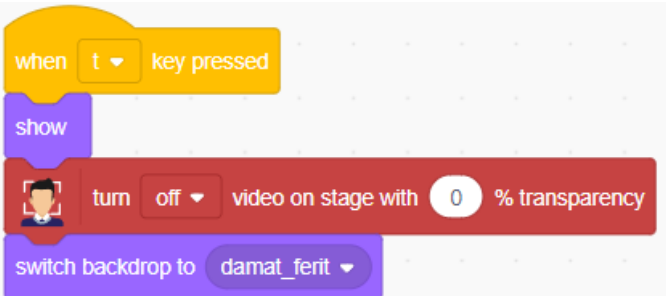 when t key pressed
show
turn off video on stage with 0 % transparency
switch backdrop to damat_ferit